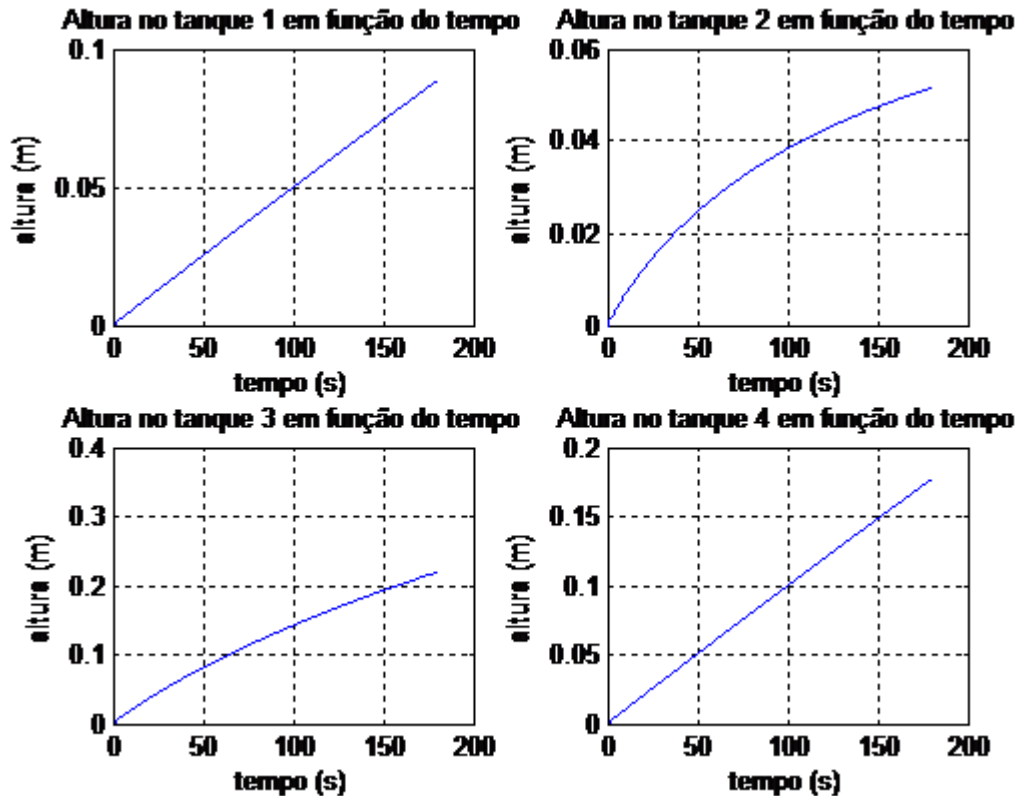 Altura no tanque 1 em função do tempo
0.1
0.05
0
altura (m)
0 50 100 150 200
tempo (s)
Altura no tanque 2 em função do tempo
0.06
0.04
0.02
0
altura (m)
0 50 100 150 200
tempo (s)
Altura no tanque 3 em função do tempo
0.4
0.3
0.2
0.1
0
altura (m)
0 50 100 150 200
tempo (s)
Altura no tanque 4 em função do tempo
0.2
0.15
0.1
0.05
0
altura (m)
0 50 100 150 200
tempo (s)